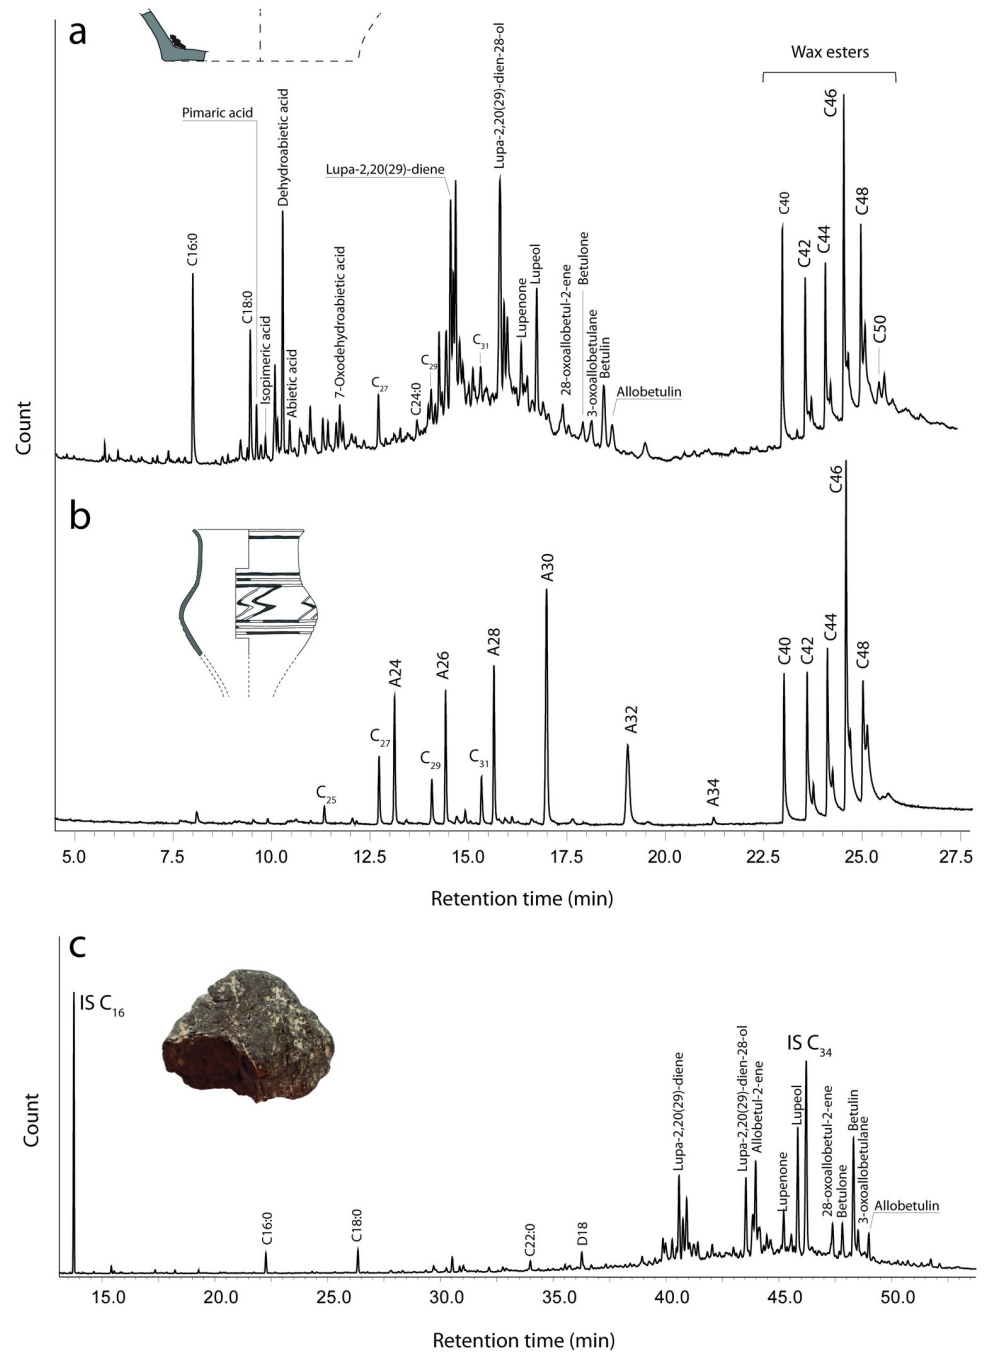 a
Wax esters
Pimaric acid
Dehydroabietic acid
Lupa-2,20(29)-dien-28-ol
C46
Lupa-2,20(29)-diene
C16:0
C18:0
Isopimeric acid
Abietic acid
7-Oxodehydroabietic acid
C27
C24:0
C29
C31
Lupenone
Lupeol
28-oxoallobetul-2-ene
Betulone
3-oxoallobetulane
Betulin
Allobetulin
C40
C42
C44
C48
C50
Count
b
C25
C27
A24
C29
A26
C31
A28
A30
A32
A34
C40
C42
C44
C46
C48
5.0 7.5 10.0 12.5 15.0 17.5 20.0 22.5 25.0 27.5
Retention time (min)
c
IS C16
C16:0
C18:0
C22:0
D18
Lupa-2,20(29)-diene
Lupa-2,20(29)-dien-28-ol
Allobetul-2-ene
Lupenone
Lupeol
IS C34
28-oxoallobetul-2-ene
Betulone
Betulin
3-oxoallobetulane
Allobetulin
Count
15.0 20.0 25.0 30.0 35.0 40.0 45.0 50.0
Retention time (min)